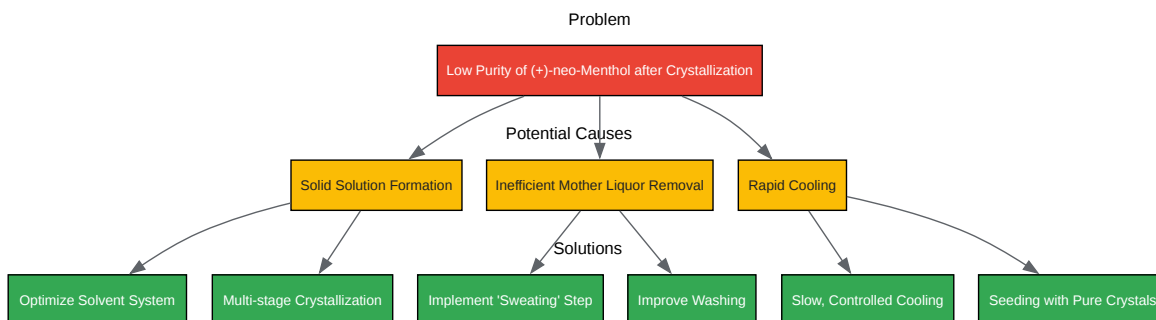 Problem
Low Purity of (+)-neo-Menthol after Crystallization
Potential Causes
Solid Solution Formation
Inefficient Mother Liquor Removal
Rapid Cooling
Solutions
Optimize Solvent System
Multi-stage Crystallization
Implement 'Sweating' Step
Improve Washing
Slow, Controlled Cooling
Seeding with Pure Crystals